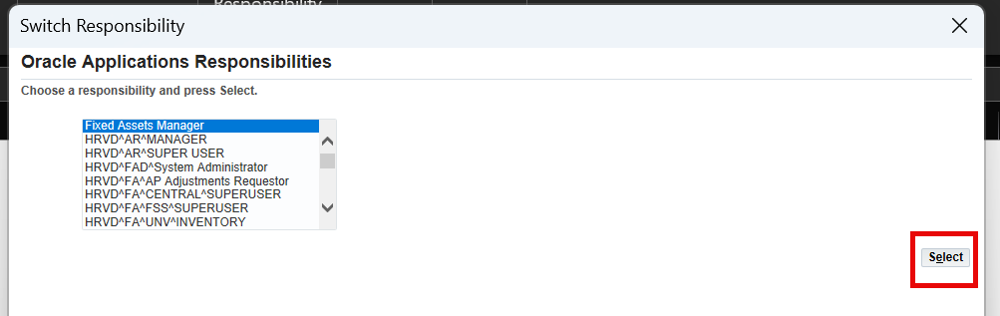 Responsibility
Switch Responsibility
Oracle Applications Responsibilities
Choose a responsibility and press Select.
Fixed Assets Manager
HRVD^AR^MANAGER
HRVD^AR^SUPER USER
HRVD^FAD^System Administrator
HRVD^FA^AP Adjustments Requestor
HRVD^FA^CENTRAL^SUPERUSER
HRVD^FA^FSS^SUPERUSER
HRVD^FA^UNV^INVENTORY
Select